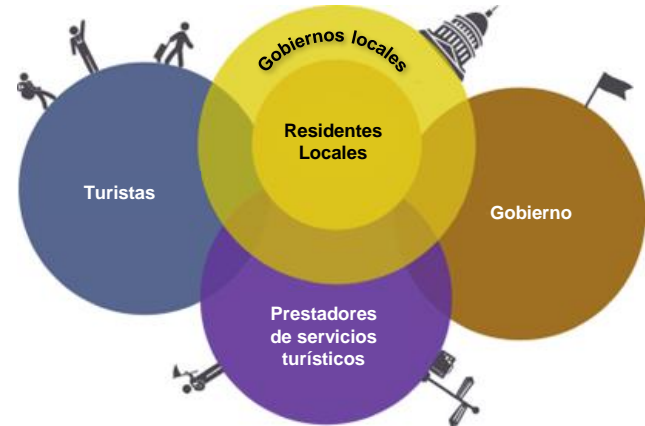 Gobiernos locales
Residentes
Locales
Turistas
Gobierno
Prestadores
de servicios
turísticos